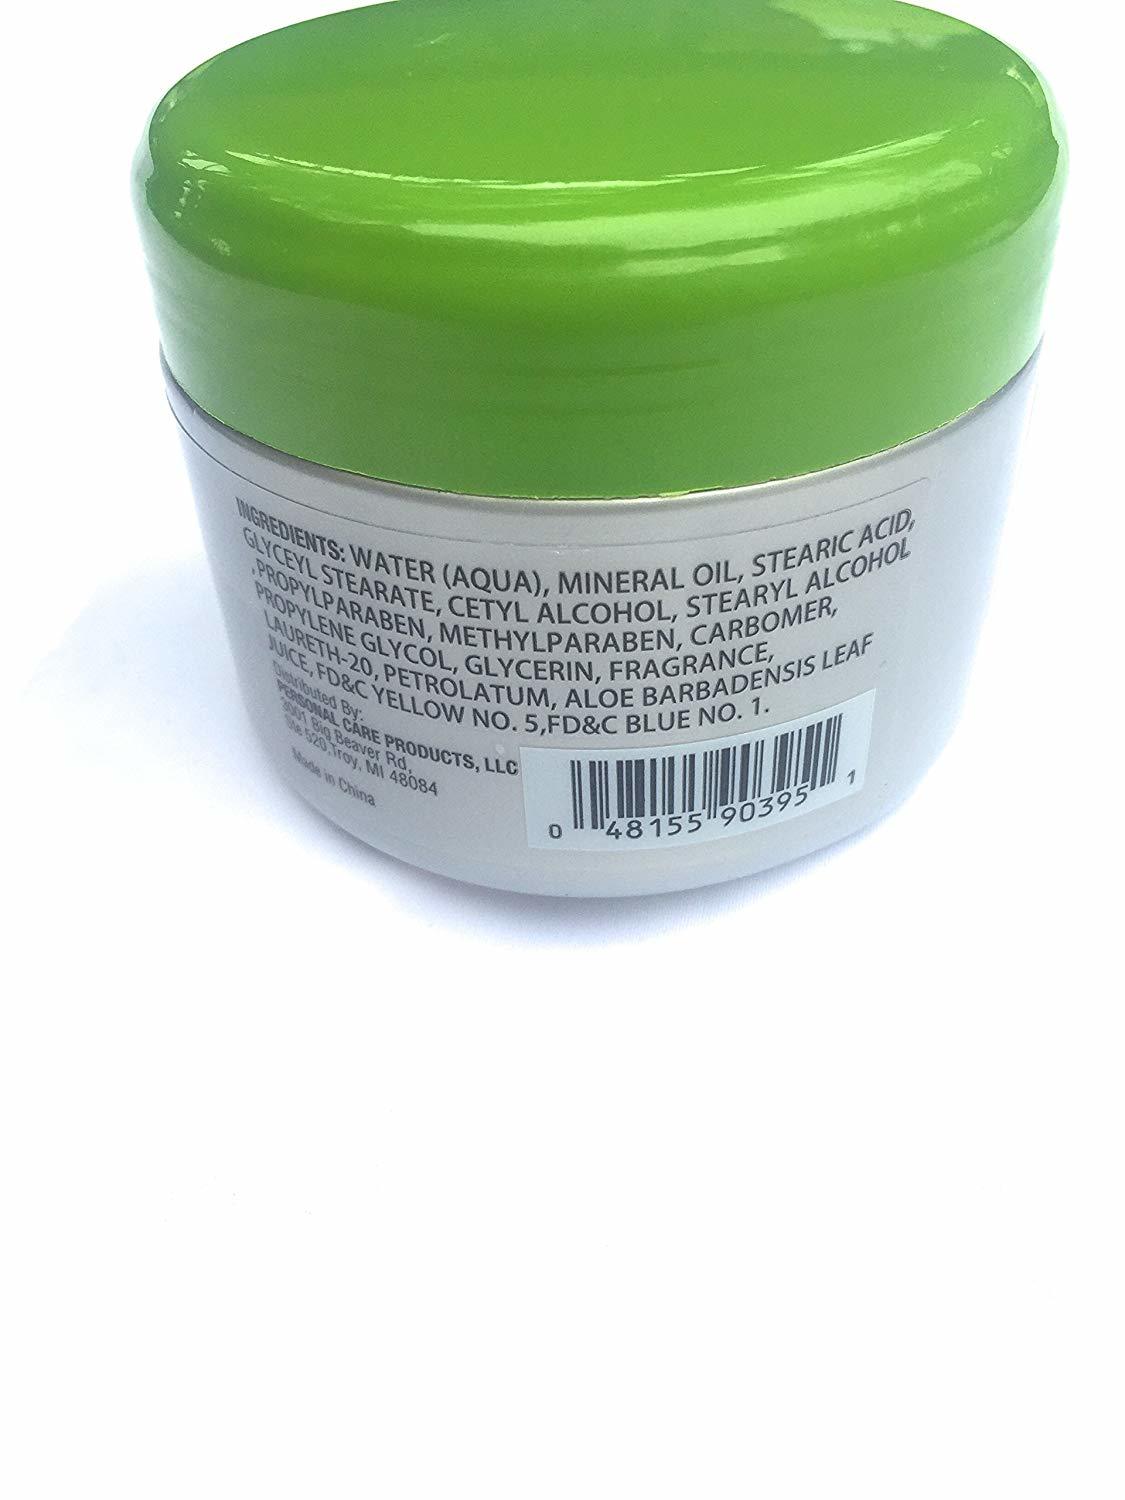 INGREDIENTS: WATER (AQUA), MINERAL OIL, STEARIC ACID,
GLYCEYL STEARATE, CETYL ALCOHOL, STEARYL ALCOHOL
,PROPYLPARABEN, METHYLPARABEN, CARBOMER,
PROPYLENE GLYCOL, GLYCERIN, FRAGRANCE,
LAURETH-20, PETROLATUM, ALOE BARBADENSIS LEAF
JUICE, FD&C YELLOW NO. 5,FD&C BLUE NO. 1.
Distributed By:
PERSONAL CARE PRODUCTS, LLC
3001 Big Beaver Rd,
Ste 520,Troy, MI 48084
Made in China
0 48155 90395 1